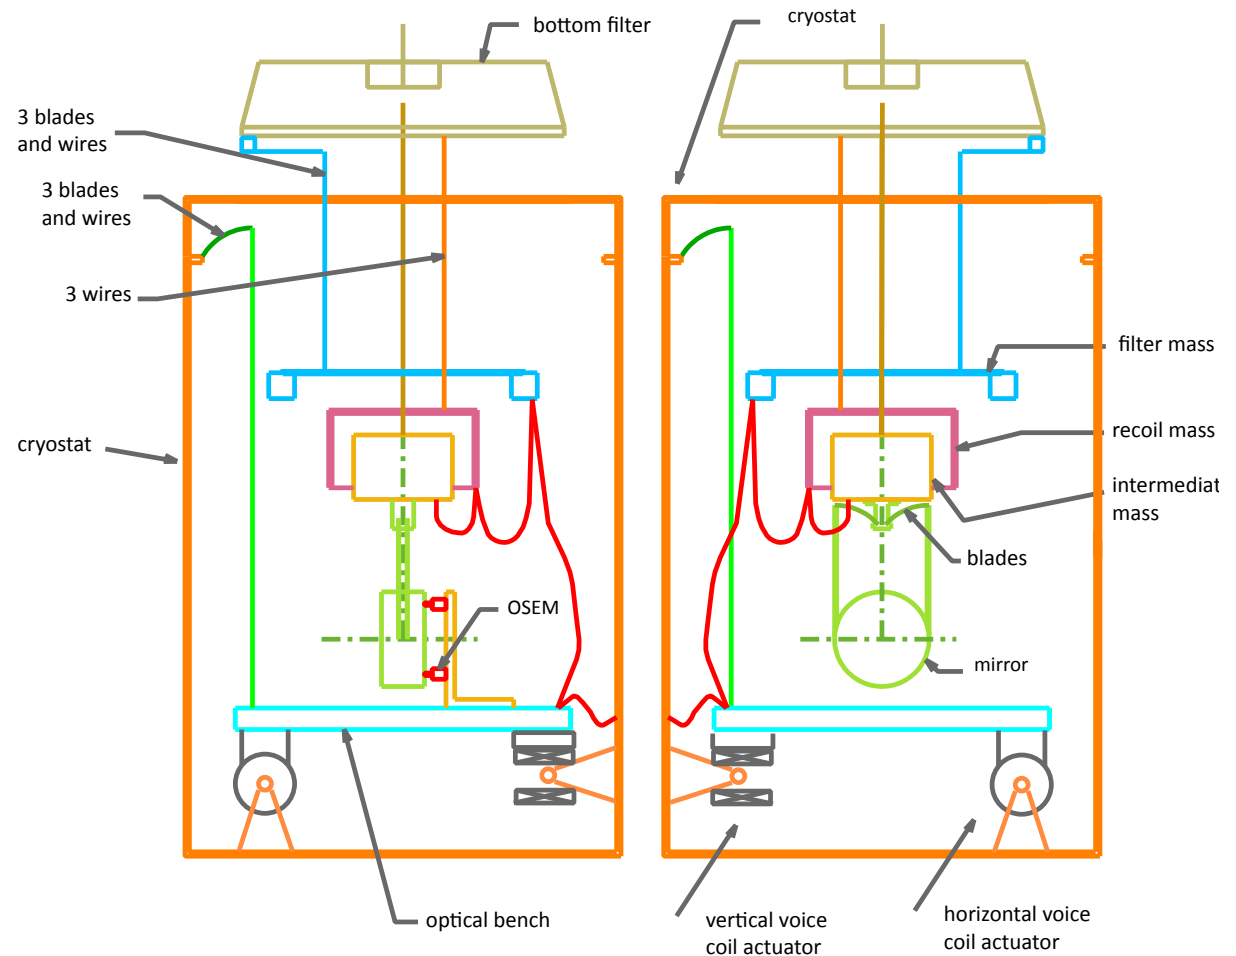 bottom filter
cryostat
3 blades
and wires
3 blades
and wires
3 wires
filter mass
cryostat
recoil mass
intermediat
mass
blades
OSEM
mirror
optical bench
vertical voice
coil actuator
horizontal voice
coil actuator